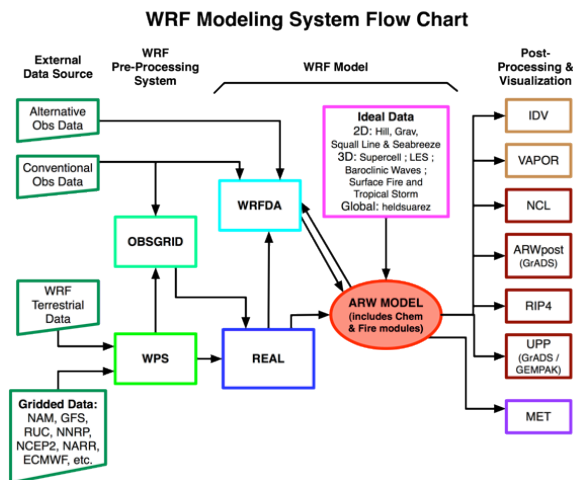 WRF Modeling System Flow Chart
External
Data Source
WRF
Pre-Processing
System
WRF Model
Post-
Processing &
Visualization
Alternative
Obs Data
Conventional
Obs Data
WRF
Terrestrial
Data
Gridded Data:
NAM, GFS,
RUC, NNRP,
NCEP2, NARR,
ECMWF, etc.
OBSGRID
WPS
WRFDA
REAL
Ideal Data
2D: Hill, Grav,
Squall Line & Seabreeze
3D: Supercell ; LES ;
Baroclinic Waves ;
Surface Fire and
Tropical Storm
Global: heldsuarez
ARW MODEL
(includes Chem
& Fire modules)
IDV
VAPOR
NCL
ARWpost
(GrADS)
RIP4
UPP
(GrADS /
GEMPAK)
MET